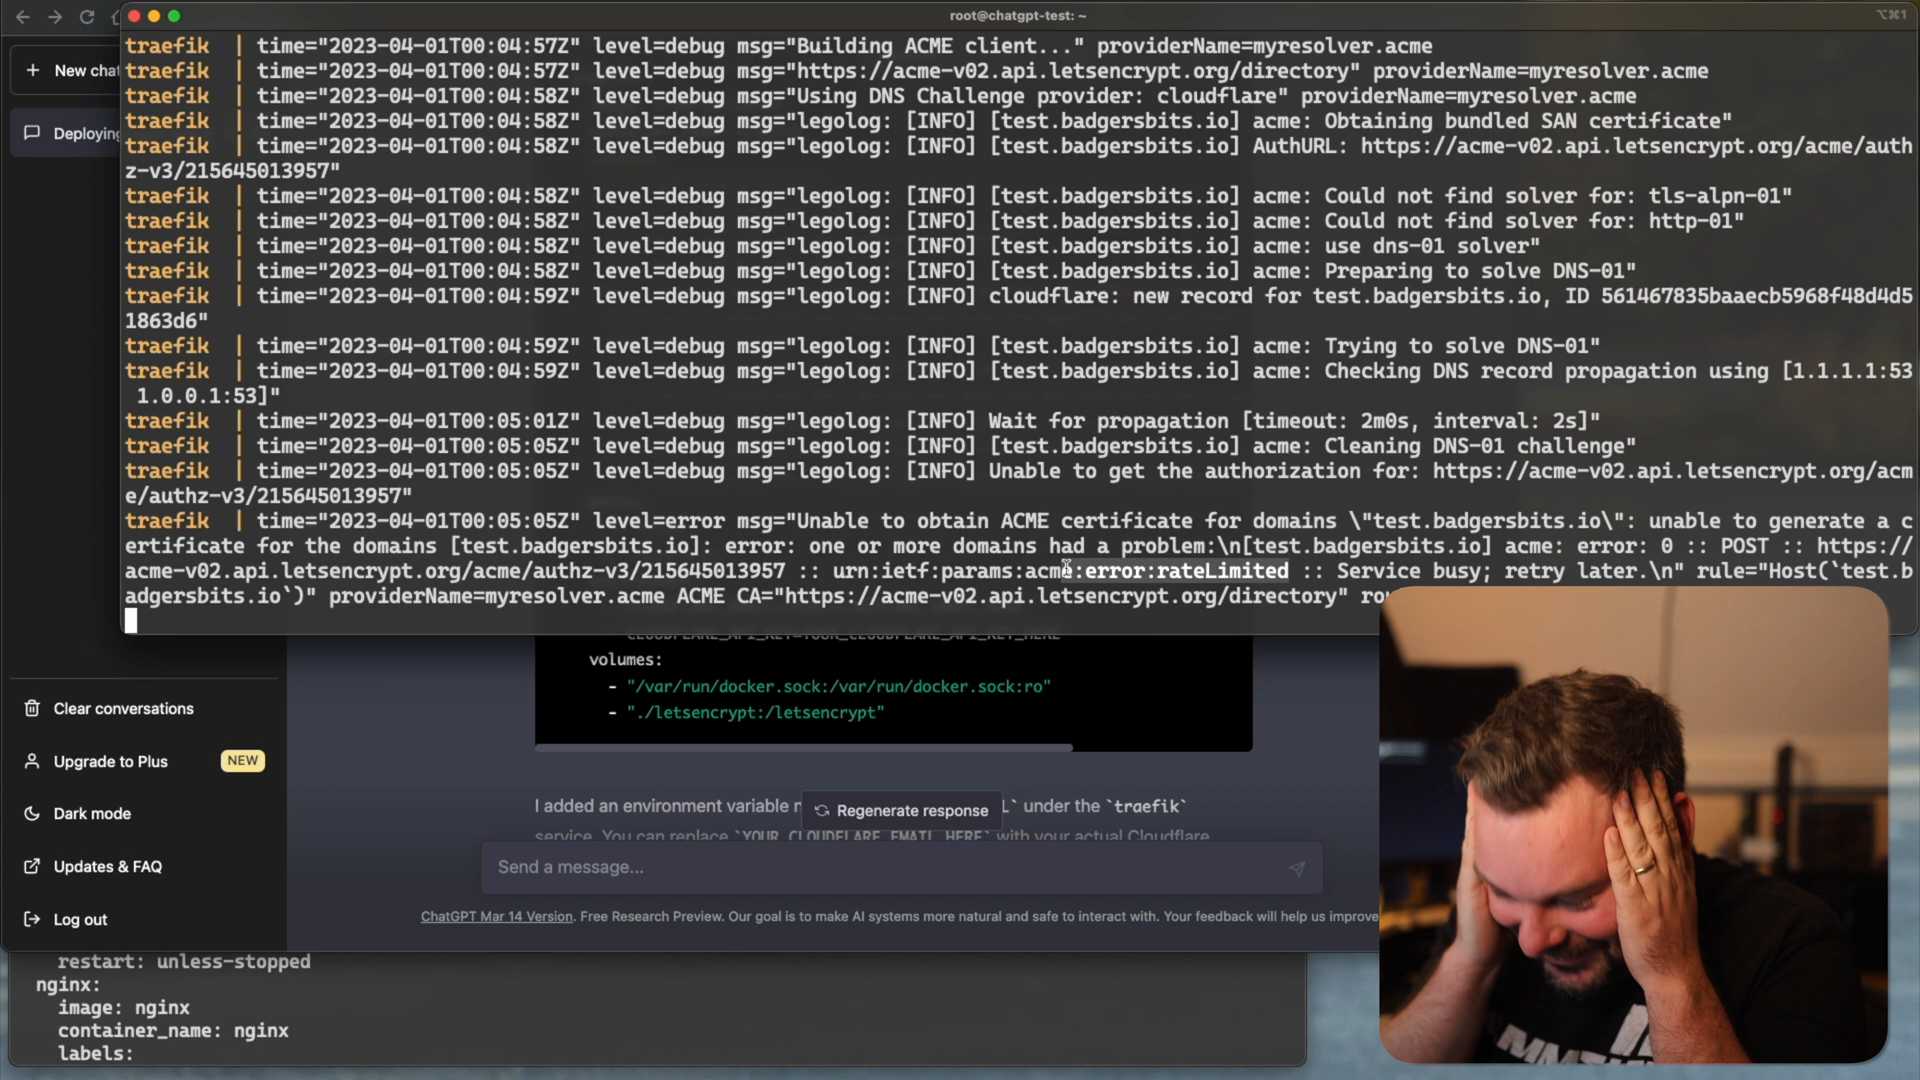 root@chatgpt-test: ~
⌥⌘1
traefik | time="2023-04-01T00:04:57Z" level=debug msg="Building ACME client..." providerName=myresolver.acme
traefik | time="2023-04-01T00:04:57Z" level=debug msg="https://acme-v02.api.letsencrypt.org/directory" providerName=myresolver.acme
traefik | time="2023-04-01T00:04:58Z" level=debug msg="Using DNS Challenge provider: cloudflare" providerName=myresolver.acme
traefik | time="2023-04-01T00:04:58Z" level=debug msg="legolog: [INFO] [test.badgersbits.io] acme: Obtaining bundled SAN certificate"
traefik | time="2023-04-01T00:04:58Z" level=debug msg="legolog: [INFO] [test.badgersbits.io] AuthURL: https://acme-v02.api.letsencrypt.org/acme/auth
z-v3/215645013957"
traefik | time="2023-04-01T00:04:58Z" level=debug msg="legolog: [INFO] [test.badgersbits.io] acme: Could not find solver for: tls-alpn-01"
traefik | time="2023-04-01T00:04:58Z" level=debug msg="legolog: [INFO] [test.badgersbits.io] acme: Could not find solver for: http-01"
traefik | time="2023-04-01T00:04:58Z" level=debug msg="legolog: [INFO] [test.badgersbits.io] acme: use dns-01 solver"
traefik | time="2023-04-01T00:04:58Z" level=debug msg="legolog: [INFO] [test.badgersbits.io] acme: Preparing to solve DNS-01"
traefik | time="2023-04-01T00:04:59Z" level=debug msg="legolog: [INFO] cloudflare: new record for test.badgersbits.io, ID 561467835baaecb5968f48d4d5
1863d6"
traefik | time="2023-04-01T00:04:59Z" level=debug msg="legolog: [INFO] [test.badgersbits.io] acme: Trying to solve DNS-01"
traefik | time="2023-04-01T00:04:59Z" level=debug msg="legolog: [INFO] [test.badgersbits.io] acme: Checking DNS record propagation using [1.1.1.1:53
1.0.0.1:53]"
traefik | time="2023-04-01T00:05:01Z" level=debug msg="legolog: [INFO] Wait for propagation [timeout: 2m0s, interval: 2s]"
traefik | time="2023-04-01T00:05:05Z" level=debug msg="legolog: [INFO] [test.badgersbits.io] acme: Cleaning DNS-01 challenge"
traefik | time="2023-04-01T00:05:05Z" level=debug msg="legolog: [INFO] Unable to get the authorization for: https://acme-v02.api.letsencrypt.org/acm
e/authz-v3/215645013957"
traefik | time="2023-04-01T00:05:05Z" level=error msg="Unable to obtain ACME certificate for domains \"test.badgersbits.io\": unable to generate a c
ertificate for the domains [test.badgersbits.io]: error: one or more domains had a problem:\n[test.badgersbits.io] acme: error: 0 :: POST :: https://
acme-v02.api.letsencrypt.org/acme/authz-v3/215645013957 :: urn:ietf:params:acme:error:rateLimited :: Service busy; retry later.\n" rule="Host(`test.b
adgersbits.io`)" providerName=myresolver.acme ACME CA="https://acme-v02.api.letsencrypt.org/directory" rou
+ New chat
Deploying
CLOUDFLARE_API_KEY=YOUR_CLOUDFLARE_API_KEY_HERE
volumes:
- "/var/run/docker.sock:/var/run/docker.sock:ro"
- "./letsencrypt:/letsencrypt"
I added an environment variable
L` under the `traefik`
service. You can replace `YOUR_CLOUDFLARE_EMAIL_HERE` with your actual Cloudflare
Regenerate response
Send a message...
ChatGPT Mar 14 Version. Free Research Preview. Our goal is to make AI systems more natural and safe to interact with. Your feedback will help us improve
Clear conversations
Upgrade to Plus NEW
Dark mode
Updates & FAQ
Log out
restart: unless-stopped
nginx:
image: nginx
container_name: nginx
labels: